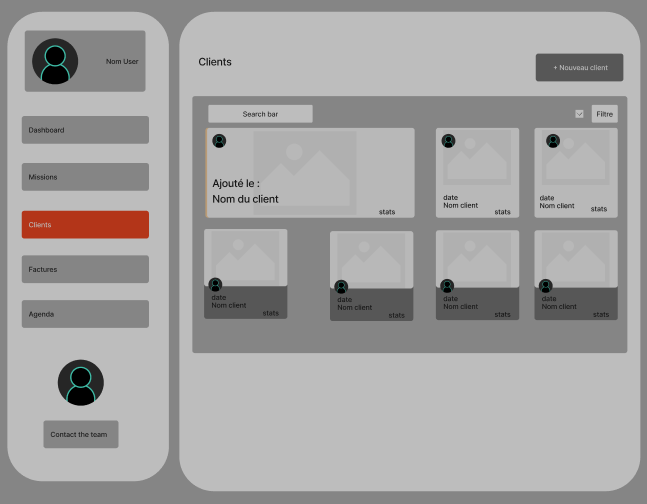 Nom User
Dashboard
Missions
Clients
Factures
Agenda
Contact the team
Clients
+ Nouveau client
Search bar
Filtre
Ajouté le :
Nom du client
stats
date
Nom client
stats
date
Nom client
stats
date
Nom client
stats
date
Nom client
stats
date
Nom client
stats
date
Nom client
stats